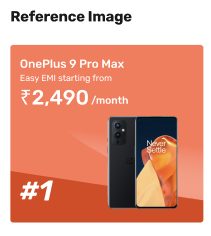 Reference Image
OnePlus 9 Pro Max
Easy EMI starting from
₹2,490 /month
#1
Never
Settle